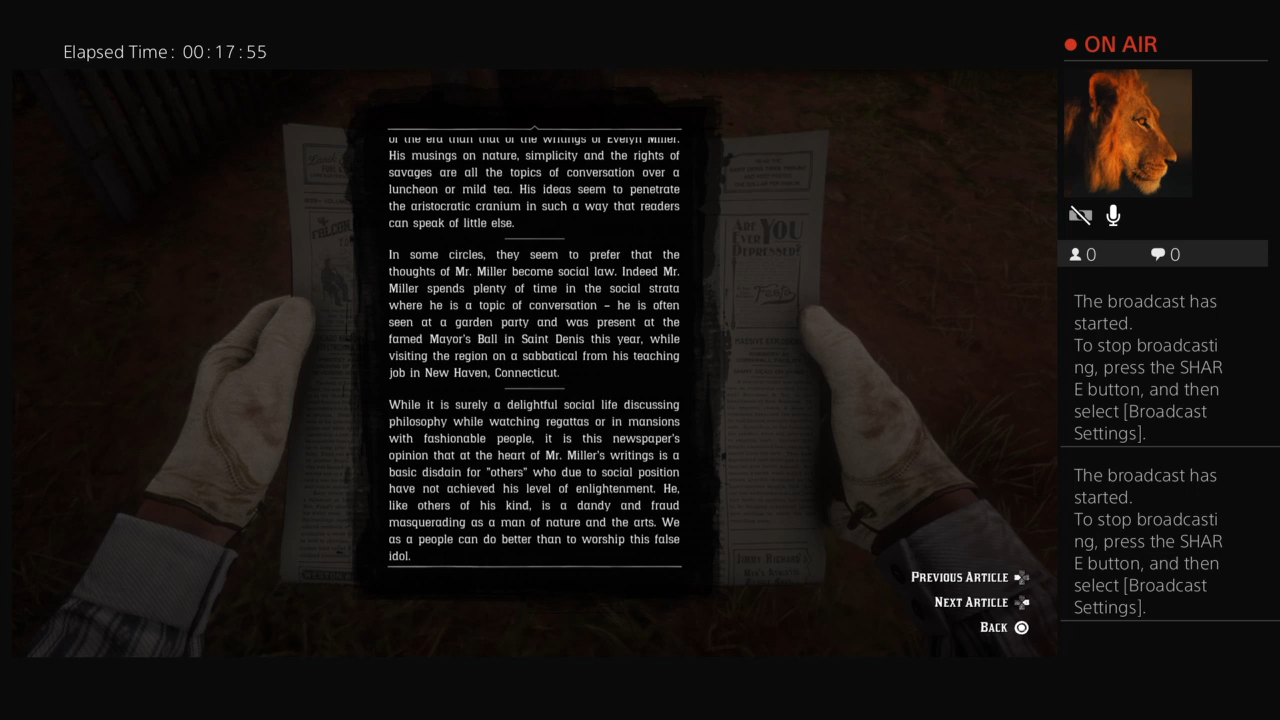 Elapsed Time: 00:17:55
ON AIR
of the era than that of the writings of Evelyn Miller.
His musings on nature, simplicity and the rights of
savages are all the topics of conversation over a
luncheon or mild tea. His ideas seem to penetrate
the aristocratic cranium in such a way that readers
can speak of little else.
In some circles, they seem to prefer that the
thoughts of Mr. Miller become social law. Indeed Mr.
Miller spends plenty of time in the social strata
where he is a topic of conversation – he is often
seen at a garden party and was present at the
famed Mayor's Ball in Saint Denis this year, while
visiting the region on a sabbatical from his teaching
job in New Haven, Connecticut.
While it is surely a delightful social life discussing
philosophy while watching regattas or in mansions
with fashionable people, it is this newspaper's
opinion that at the heart of Mr. Miller's writings is a
basic disdain for "others" who due to social position
have not achieved his level of enlightenment. He,
like others of his kind, is a dandy and fraud
masquerading as a man of nature and the arts. We
as a people can do better than to worship this false
idol.
ARE
EVER YOU
DEPRESSED?
JIMMY RICHARD'S
PREVIOUS ARTICLE
NEXT ARTICLE
BACK
0
0
The broadcast has
started.
To stop broadcasti
ng, press the SHAR
E button, and then
select [Broadcast
Settings].
The broadcast has
started.
To stop broadcasti
ng, press the SHAR
E button, and then
select [Broadcast
Settings].